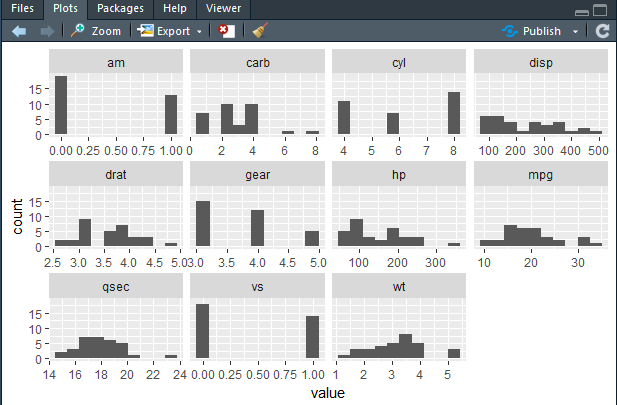 Files Plots Packages Help Viewer
Zoom Export Publish
am carb cyl disp
15
10
5
0
0.00 0.25 0.50 0.75 1.00 0 2 4 6 8 4 5 6 7 8 100 200 300 400 500
drat gear hp mpg
count
15
10
5
0
2.5 3.0 3.5 4.0 4.5 5.0 3.0 3.5 4.0 4.5 5.0 100 200 300 10 20 30
qsec vs wt
15
10
5
0
14 16 18 20 22 24 0.00 0.25 0.50 0.75 1.00 1 2 3 4 5
value